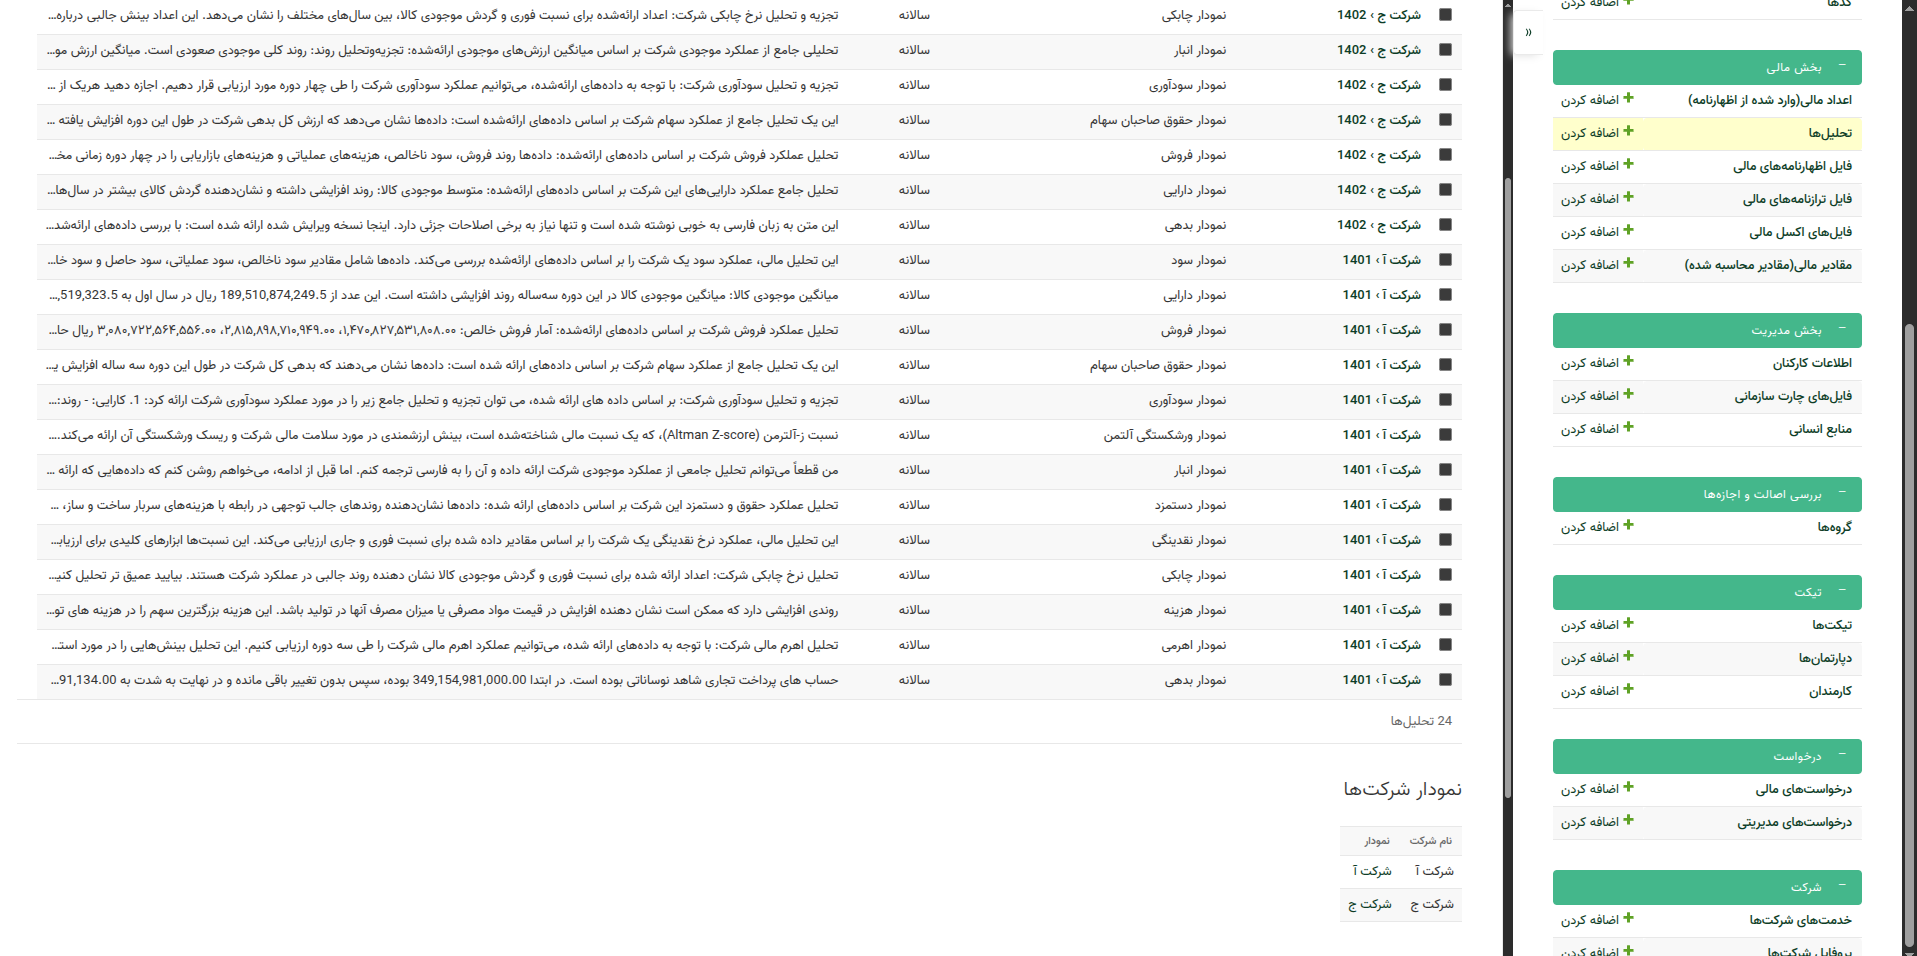 کدها + اضافه کردن
بخش مالی −
اعداد مالی(وارد شده از اظهارنامه) + اضافه کردن
تحلیل‌ها + اضافه کردن
فایل اظهارنامه‌های مالی + اضافه کردن
فایل ترازنامه‌های مالی + اضافه کردن
فایل‌های اکسل مالی + اضافه کردن
مقادیر مالی(مقادیر محاسبه شده) + اضافه کردن
بخش مدیریت −
اطلاعات کارکنان + اضافه کردن
فایل‌های چارت سازمانی + اضافه کردن
منابع انسانی + اضافه کردن
بررسی اصالت و اجازه‌ها −
گروه‌ها + اضافه کردن
تیکت −
تیکت‌ها + اضافه کردن
دپارتمان‌ها + اضافه کردن
کارمندان + اضافه کردن
درخواست −
درخواست‌های مالی + اضافه کردن
درخواست‌های مدیریتی + اضافه کردن
شرکت −
خدمت‌های شرکت‌ها + اضافه کردن
پروفایل شرکت‌ها + اضافه کردن
»
شرکت ج › 1402 نمودار چابکی سالانه تجزیه و تحلیل نرخ چابکی شرکت: اعداد ارائه‌شده برای نسبت فوری و گردش موجودی کالا، بین سال‌های مختلف را نشان می‌دهد. این اعداد بینش جالبی درباره…
شرکت ج › 1402 نمودار انبار سالانه تحلیلی جامع از عملکرد موجودی شرکت بر اساس میانگین ارزش‌های موجودی ارائه‌شده: تجزیه‌وتحلیل روند: روند کلی موجودی صعودی است. میانگین ارزش مو…
شرکت ج › 1402 نمودار سودآوری سالانه تجزیه و تحلیل سودآوری شرکت: با توجه به داده‌های ارائه‌شده، می‌توانیم عملکرد سودآوری شرکت را طی چهار دوره مورد ارزیابی قرار دهیم. اجازه دهید هریک از …
شرکت ج › 1402 نمودار حقوق صاحبان سهام سالانه این یک تحلیل جامع از عملکرد سهام شرکت بر اساس داده‌های ارائه‌شده است: داده‌ها نشان می‌دهد که ارزش کل بدهی شرکت در طول این دوره افزایش یافته …
شرکت ج › 1402 نمودار فروش سالانه تحلیل عملکرد فروش شرکت بر اساس داده‌های ارائه‌شده: داده‌ها روند فروش، سود ناخالص، هزینه‌های عملیاتی و هزینه‌های بازاریابی را در چهار دوره زمانی مخ…
شرکت ج › 1402 نمودار دارایی سالانه تحلیل جامع عملکرد دارایی‌های این شرکت بر اساس داده‌های ارائه‌شده: متوسط موجودی کالا: روند افزایشی داشته و نشان‌دهنده گردش کالای بیشتر در سال‌ها…
شرکت ج › 1402 نمودار بدهی سالانه این متن به زبان فارسی به خوبی نوشته شده است و تنها نیاز به برخی اصلاحات جزئی دارد. اینجا نسخه ویرایش شده ارائه شده است: با بررسی داده‌های ارائه‌شد…
شرکت آ › 1401 نمودار سود سالانه این تحلیل مالی، عملکرد سود یک شرکت را بر اساس داده‌های ارائه‌شده بررسی می‌کند. داده‌ها شامل مقادیر سود ناخالص، سود عملیاتی، سود حاصل و سود خا…
شرکت آ › 1401 نمودار دارایی سالانه میانگین موجودی کالا: میانگین موجودی کالا در این دوره سه‌ساله روند افزایشی داشته است. این عدد از 189,510,874,249.5 ریال در سال اول به 519,323.5,…
شرکت آ › 1401 نمودار فروش سالانه تحلیل عملکرد فروش شرکت بر اساس داده‌های ارائه‌شده: آمار فروش خالص: ۱,۴۷۰,۸۲۷,۵۳۱,۸۰۸.۰۰، ۲,۸۱۵,۸۹۸,۷۱۰,۹۴۹.۰۰، ۳,۰۸۰,۷۲۲,۵۶۴,۵۵۶.۰۰ ریال حا…
شرکت آ › 1401 نمودار حقوق صاحبان سهام سالانه این یک تحلیل جامع از عملکرد سهام شرکت بر اساس داده‌های ارائه شده است: داده‌ها نشان می‌دهند که بدهی کل شرکت در طول این دوره سه ساله افزایش ی…
شرکت آ › 1401 نمودار سودآوری سالانه تجزیه و تحلیل سودآوری شرکت: بر اساس داده های ارائه شده، می توان تجزیه و تحلیل جامع زیر را در مورد عملکرد سودآوری شرکت ارائه کرد: 1. کارایی: - روند:…
شرکت آ › 1401 نمودار ورشکستگی آلتمن سالانه نسبت ز-آلترمن (Altman Z-score)، که یک نسبت مالی شناخته‌شده است، بینش ارزشمندی در مورد سلامت مالی شرکت و ریسک ورشکستگی آن ارائه می‌کند.…
شرکت آ › 1401 نمودار انبار سالانه من قطعاً می‌توانم تحلیل جامعی از عملکرد موجودی شرکت ارائه داده و آن را به فارسی ترجمه کنم. اما قبل از ادامه، می‌خواهم روشن کنم که داده‌هایی که ارائه …
شرکت آ › 1401 نمودار دستمزد سالانه تحلیل عملکرد حقوق و دستمزد این شرکت بر اساس داده‌های ارائه شده: داده‌ها نشان‌دهنده روندهای جالب توجهی در رابطه با هزینه‌های سربار ساخت و ساز، …
شرکت آ › 1401 نمودار نقدینگی سالانه این تحلیل مالی، عملکرد نرخ نقدینگی یک شرکت را بر اساس مقادیر داده شده برای نسبت فوری و جاری ارزیابی می‌کند. این نسبت‌ها ابزارهای کلیدی برای ارزیاب…
شرکت آ › 1401 نمودار چابکی سالانه تحلیل نرخ چابکی شرکت: اعداد ارائه شده برای نسبت فوری و گردش موجودی کالا نشان دهنده روند جالبی در عملکرد شرکت هستند. بیایید عمیق تر تحلیل کنی…
شرکت آ › 1401 نمودار هزینه سالانه روندی افزایشی دارد که ممکن است نشان دهنده افزایش در قیمت مواد مصرفی یا میزان مصرف آنها در تولید باشد. این هزینه بزرگترین سهم را در هزینه های تو…
شرکت آ › 1401 نمودار اهرمی سالانه تحلیل اهرم مالی شرکت: با توجه به داده‌های ارائه شده، می‌توانیم عملکرد اهرم مالی شرکت را طی سه دوره ارزیابی کنیم. این تحلیل بینش‌هایی را در مورد است…
شرکت آ › 1401 نمودار بدهی سالانه حساب های پرداخت تجاری شاهد نوساناتی بوده است. در ابتدا 349,154,981,000.00 بوده، سپس بدون تغییر باقی مانده و در نهایت به شدت به 91,134.00…
24 تحلیل‌ها
نمودار شرکت‌ها
نام شرکت نمودار
شرکت آ شرکت آ
شرکت ج شرکت ج